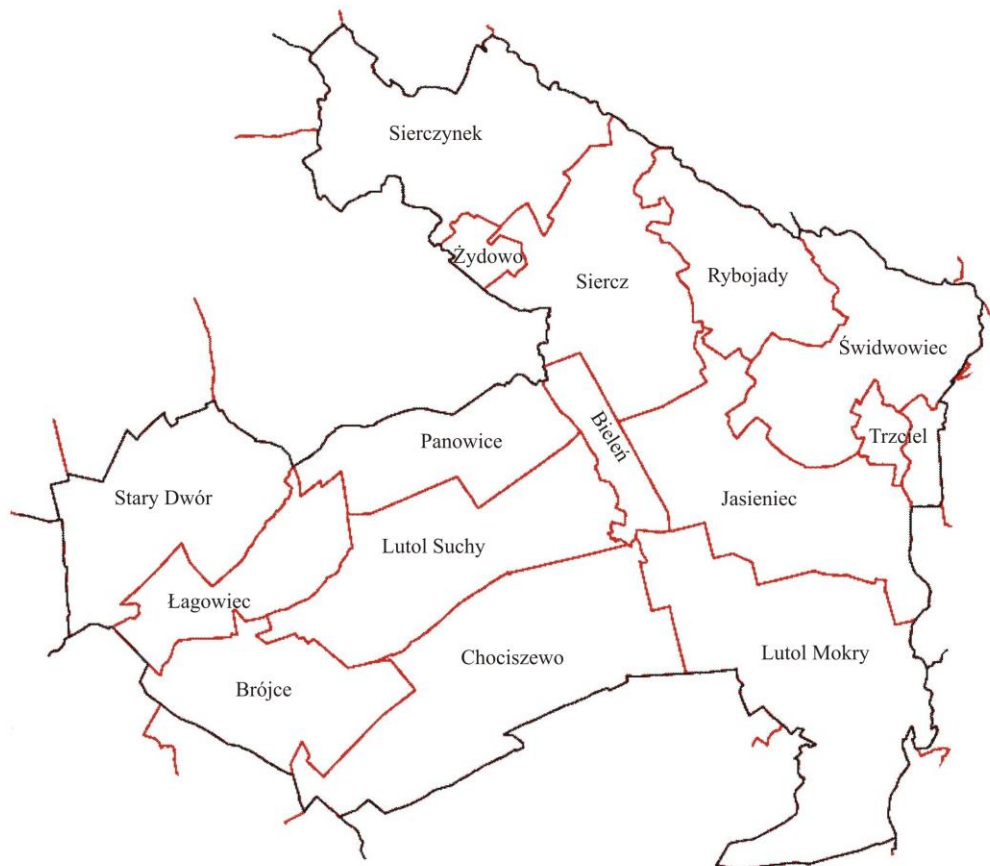 Sierczynek
Żydowo
Siercz
Rybojady
Świdwowiec
Panowice
Bieleń
Trzciel
Stary Dwór
Jasieniec
Lutol Suchy
Łagowiec
Chociszewo
Lutol Mokry
Brójce